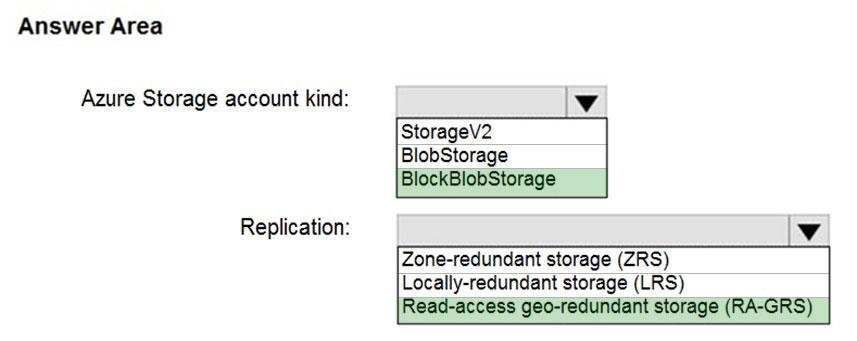 Answer Area
Azure Storage account kind:
StorageV2
BlobStorage
BlockBlobStorage
Replication:
Zone-redundant storage (ZRS)
Locally-redundant storage (LRS)
Read-access geo-redundant storage (RA-GRS)